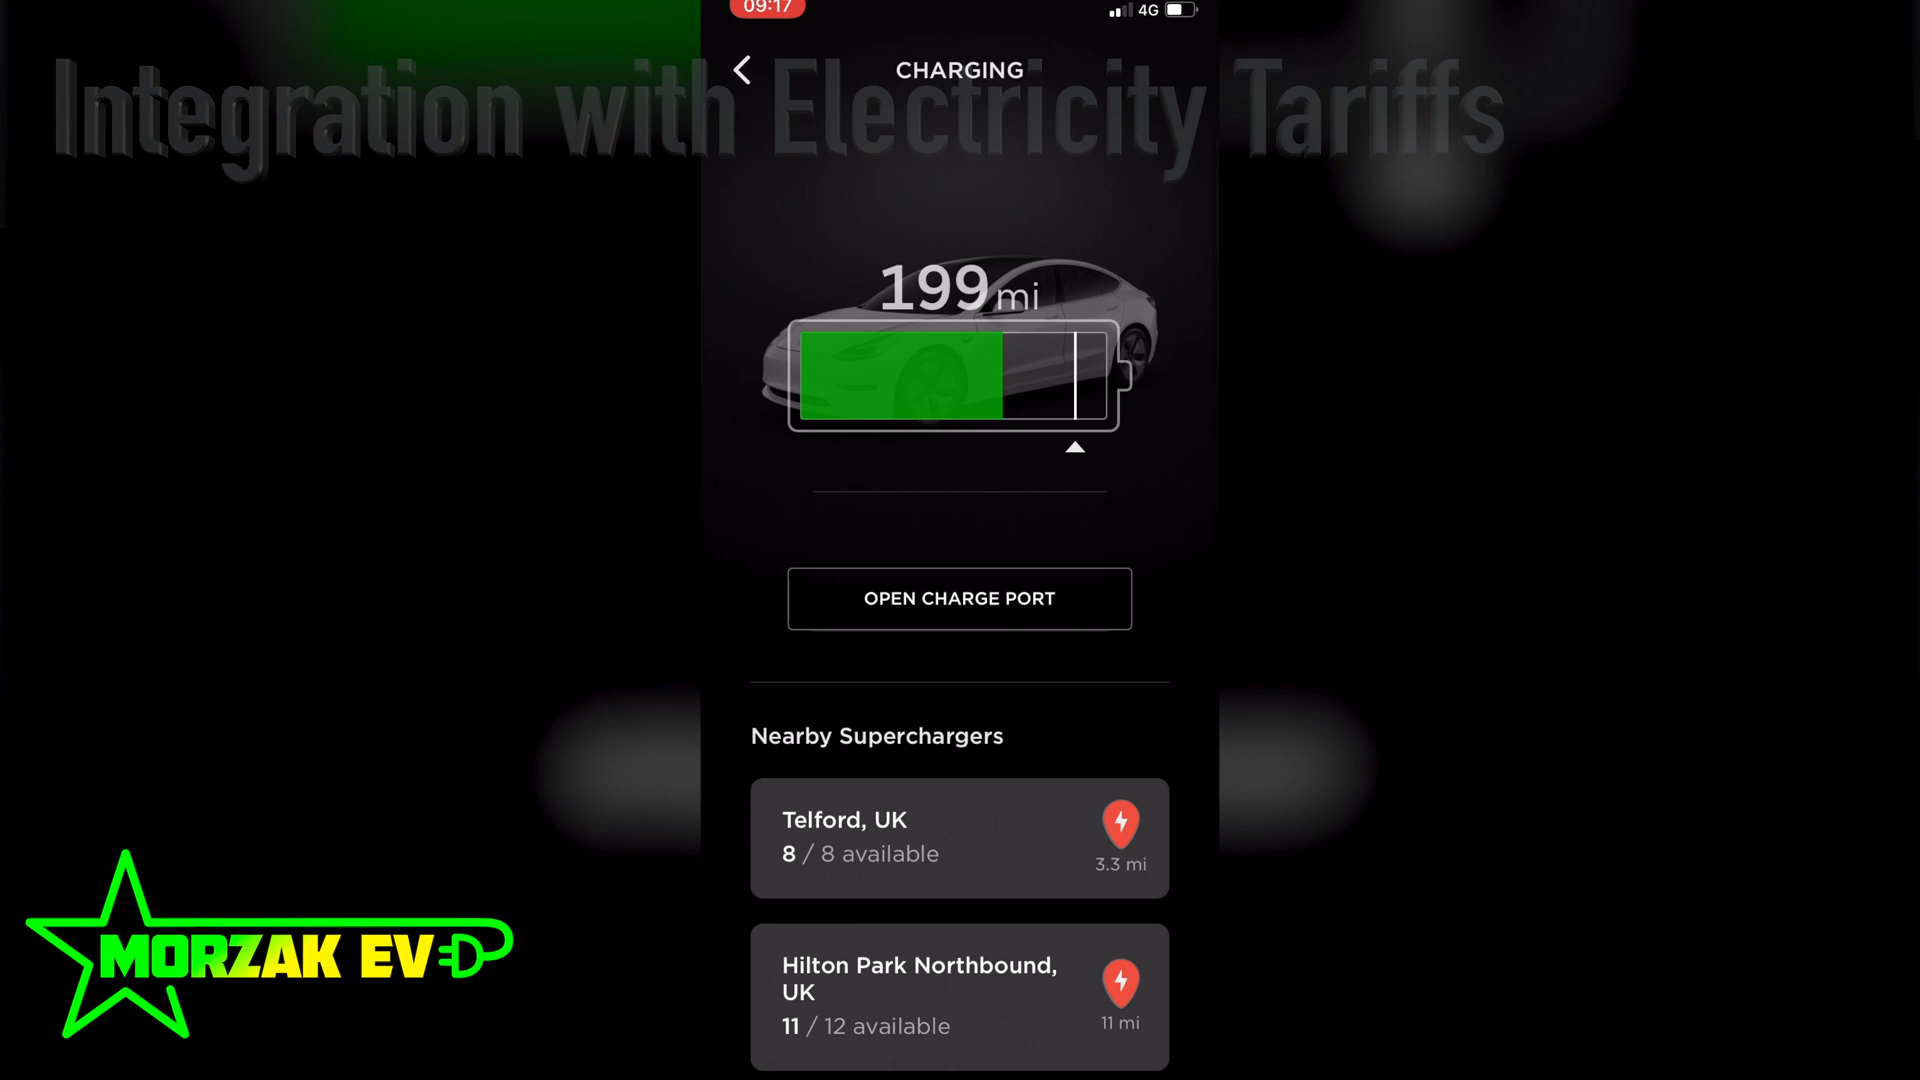 09:17
4G
CHARGING
Integration with Electricity Tariffs
199 mi
OPEN CHARGE PORT
Nearby Superchargers
Telford, UK
8 / 8 available
3.3 mi
Hilton Park Northbound,
UK
11 / 12 available
11 mi
MORZAK EV